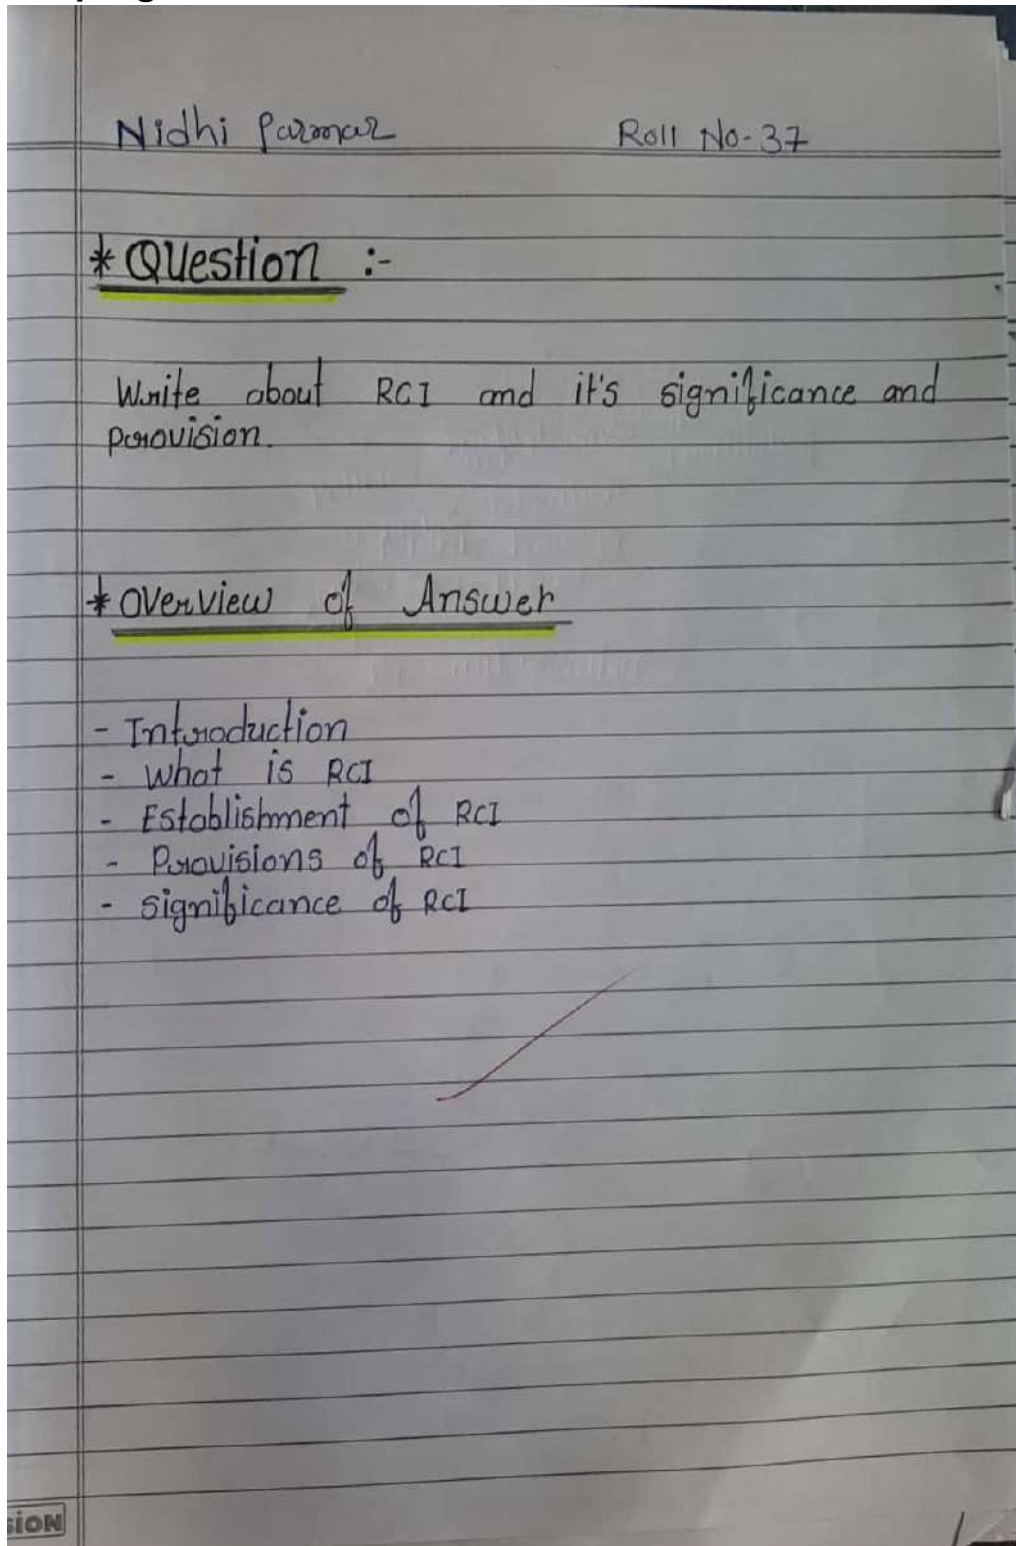 Nidhi Parmar Roll No-37
* Question :-
Write about RCI and it's significance and
provision.
* Overview of Answer
- Introduction
- What is RCI
- Establishment of RCI
- Provisions of RCI
- significance of RCI
SION